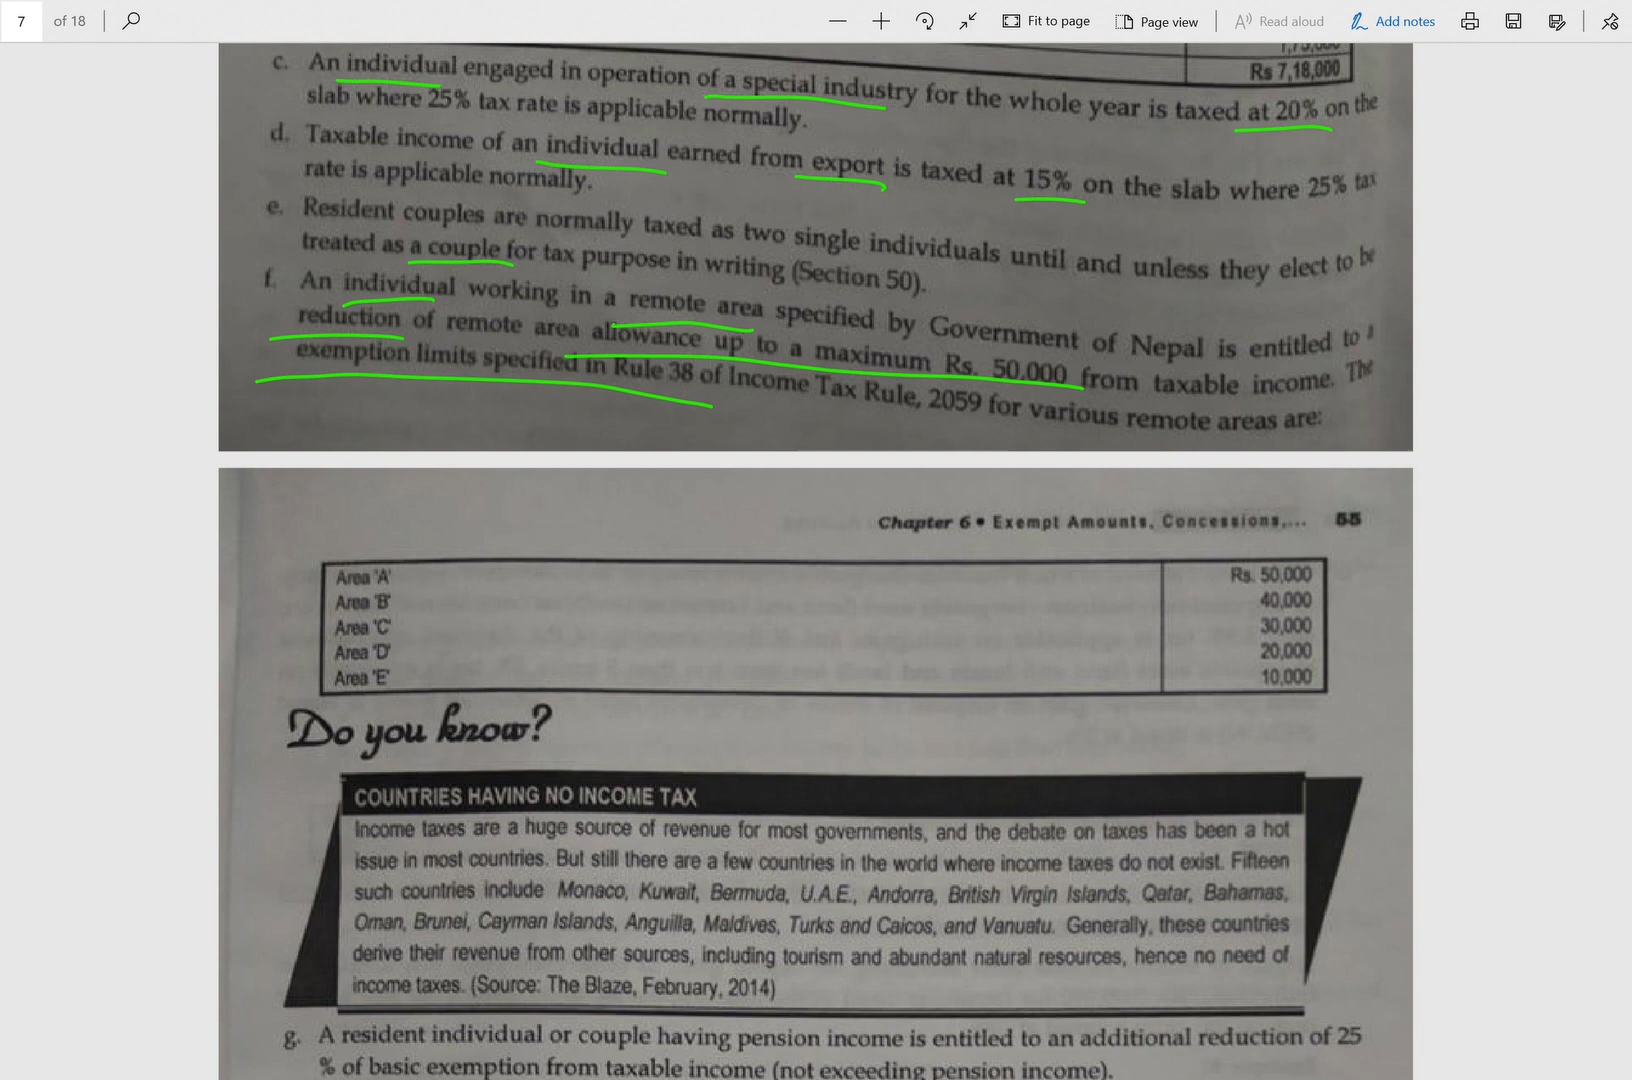 7 of 18 Fit to page Page view Read aloud Add notes
Rs 7,18,000
c. An individual engaged in operation of a special industry for the whole year is taxed at 20% on the
slab where 25% tax rate is applicable normally.
d. Taxable income of an individual earned from export is taxed at 15% on the slab where 25% tax
rate is applicable normally.
e. Resident couples are normally taxed as two single individuals until and unless they elect to be
treated as a couple for tax purpose in writing (Section 50).
f. An individual working in a remote area specified by Government of Nepal is entitled to
reduction of remote area allowance up to a maximum Rs. 50,000 from taxable income. The
exemption limits specified in Rule 38 of Income Tax Rule, 2059 for various remote areas are:
Chapter 6 • Exempt Amounts, Concessions,... 55
Area 'A' Rs. 50,000
Area 'B' 40,000
Area 'C' 30,000
Area 'D' 20,000
Area 'E' 10,000
Do you know?
COUNTRIES HAVING NO INCOME TAX
Income taxes are a huge source of revenue for most governments, and the debate on taxes has been a hot
issue in most countries. But still there are a few countries in the world where income taxes do not exist. Fifteen
such countries include Monaco, Kuwait, Bermuda, U.A.E., Andorra, British Virgin Islands, Qatar, Bahamas,
Oman, Brunei, Cayman Islands, Anguilla, Maldives, Turks and Caicos, and Vanuatu. Generally, these countries
derive their revenue from other sources, including tourism and abundant natural resources, hence no need of
income taxes. (Source: The Blaze, February, 2014)
g. A resident individual or couple having pension income is entitled to an additional reduction of 25
% of basic exemption from taxable income (not exceeding pension income).